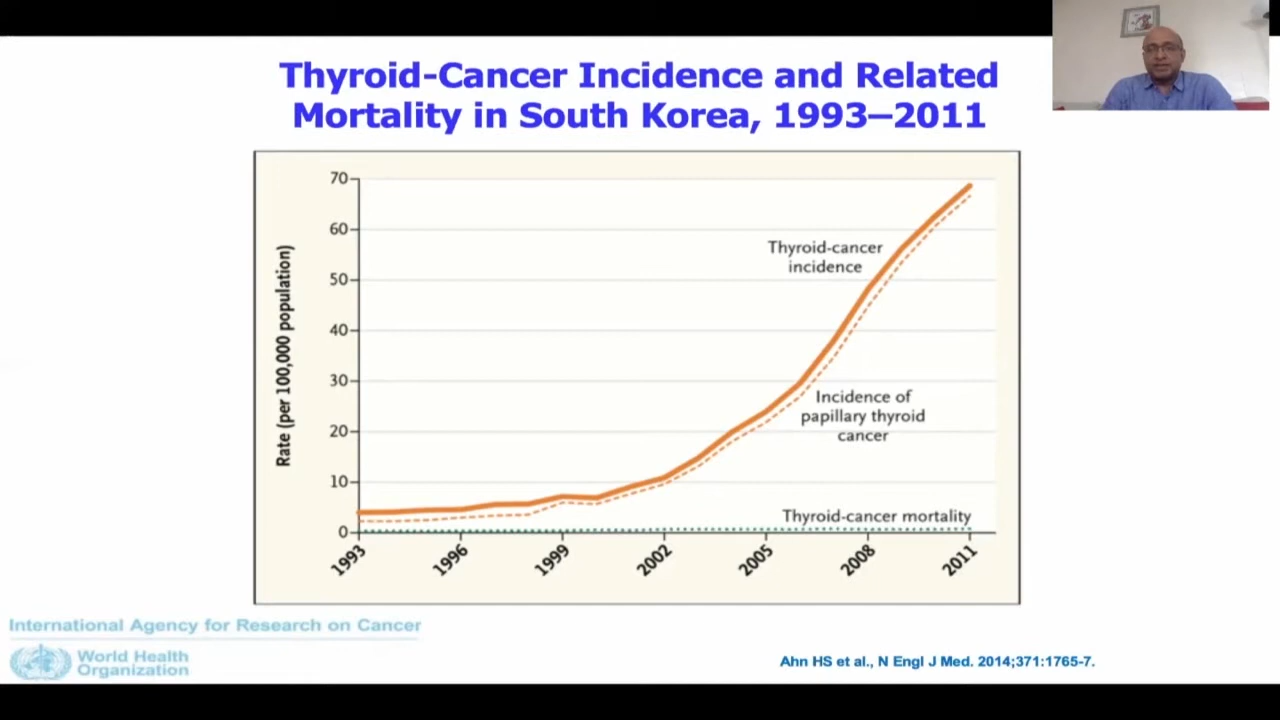 Thyroid-Cancer Incidence and Related
Mortality in South Korea, 1993–2011
Rate (per 100,000 population)
70
60
50
40
30
20
10
0
Thyroid-cancer
incidence
Incidence of
papillary thyroid
cancer
Thyroid-cancer mortality
1993
1996
1999
2002
2005
2008
2011
International Agency for Research on Cancer
World Health
Organization
Ahn HS et al., N Engl J Med. 2014;371:1765-7.